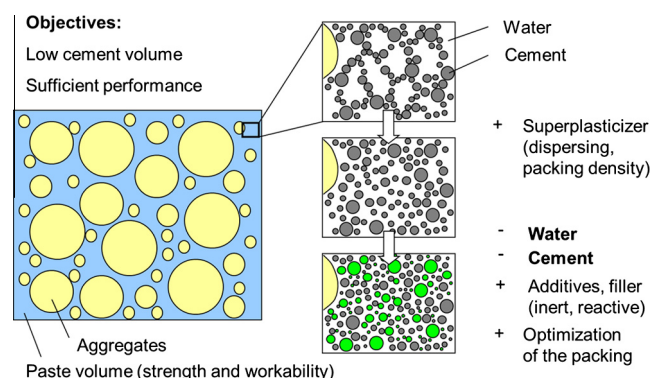 Objectives:
Low cement volume
Sufficient performance
Water
Cement
+ Superplasticizer
(dispersing,
packing density)
- Water
- Cement
+ Additives, filler
(inert, reactive)
+ Optimization
of the packing
Aggregates
Paste volume (strength and workability)